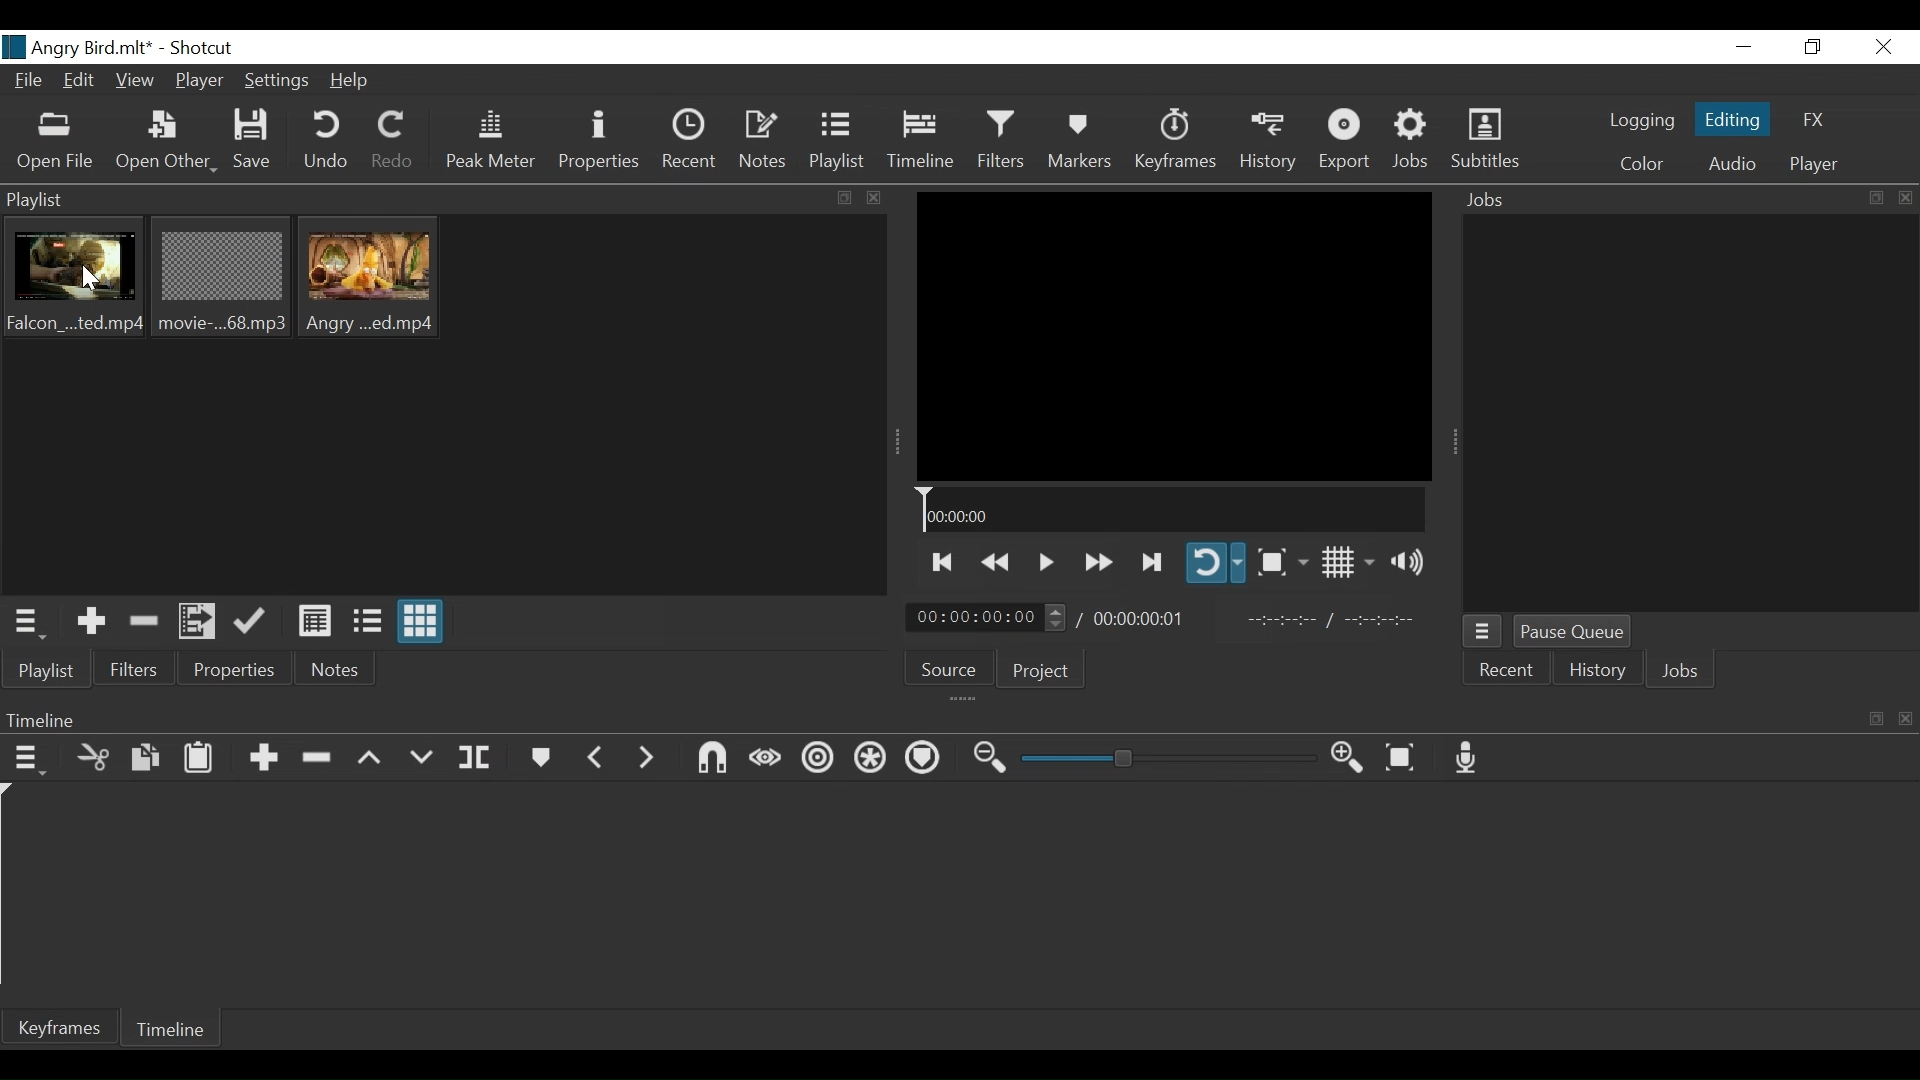 Angry Bird.mlt* - Shotcut
File Edit View Player Settings Help
Open File Open Other Save Undo Redo Peak Meter Properties Recent Notes Playlist Timeline Filters Markers Keyframes History Export Jobs Subtitles
Logging Editing FX
Color Audio Player
Playlist
Jobs
Falcon_...ted.mp4 movie-...68.mp3 Angry ...ed.mp4
00:00:00
00:00:00:00 / 00:00:00:01 --:--:--:-- / --:--:--:--
Pause Queue
Playlist Filters Properties Notes
Source Project
Recent History Jobs
Timeline
Keyframes Timeline